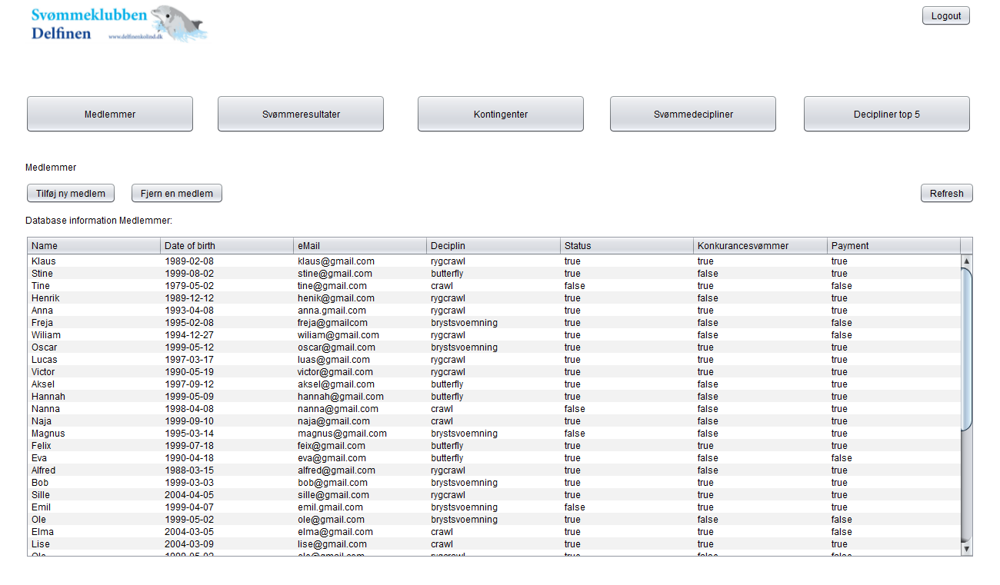 Svømmeklubben
Delfinen www.delfinenkolind.dk
Logout
Medlemmer Svømmeresultater Kontingenter Svømmedecipliner Decipliner top 5
Medlemmer
Tilføj ny medlem Fjern en medlem Refresh
Database information Medlemmer:
Name Date of birth eMail Deciplin Status Konkurancesvømmer Payment
Klaus 1989-02-08 klaus@gmail.com rygcrawl true true true
Stine 1999-08-02 stine@gmail.com butterfly true false true
Tine 1979-05-02 tine@gmail.com crawl false true false
Henrik 1989-12-12 henik@gmail.com rygcrawl true false true
Anna 1993-04-08 anna.gmail.com rygcrawl true true true
Freja 1995-02-08 freja@gmailcom brystsvoemning true false false
Wiliam 1994-12-27 wiliam@gmail.com rygcrawl true false false
Oscar 1999-05-12 oscar@gmail.com brystsvoemning true true true
Lucas 1997-03-17 luas@gmail.com rygcrawl true true true
Victor 1990-05-19 victor@gmail.com rygcrawl true true true
Aksel 1997-09-12 aksel@gmail.com butterfly true false true
Hannah 1999-05-09 hannah@gmail.com butterfly true false true
Nanna 1998-04-08 nanna@gmail.com crawl false false true
Naja 1999-09-10 naja@gmail.com crawl true false true
Magnus 1995-03-14 magnus@gmail.com brystsvoemning false false true
Felix 1999-07-18 feix@gmail.com butterfly true true true
Eva 1990-04-18 eva@gmail.com butterfly true false false
Alfred 1988-03-15 alfred@gmail.com rygcrawl true false true
Bob 1999-03-03 bob@gmail.com brystsvoemning true true true
Sille 2004-04-05 sille@gmail.com rygcrawl true true true
Emil 1999-04-07 emil.gmail.com brystsvoemning false true true
Ole 1999-05-02 ole@gmail.com brystsvoemning true false false
Elma 2004-03-05 elma@gmail.com crawl true true false
Lise 2004-03-09 lise@gmail.com crawl true true true
Ole 1999-05-02 ole@gmail.com rygcrawl true false false